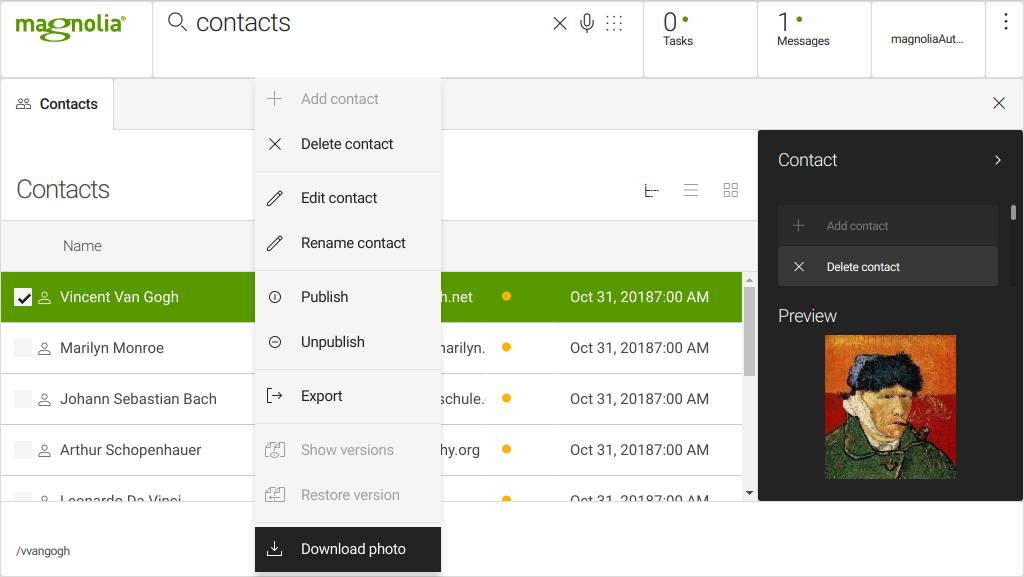 magnolia®
contacts
0
Tasks
1
Messages
magnoliaAut...
Contacts
Add contact
Delete contact
Edit contact
Rename contact
Publish
Unpublish
Export
Show versions
Restore version
Download photo
Contacts
Name
Vincent Van Gogh h.net Oct 31, 20187:00 AM
Marilyn Monroe narilyn. Oct 31, 20187:00 AM
Johann Sebastian Bach schule. Oct 31, 20187:00 AM
Arthur Schopenhauer hy.org Oct 31, 20187:00 AM
Leonardo Da Vinci Oct 31, 20187:00 AM
/vvangogh
Contact
Add contact
Delete contact
Preview